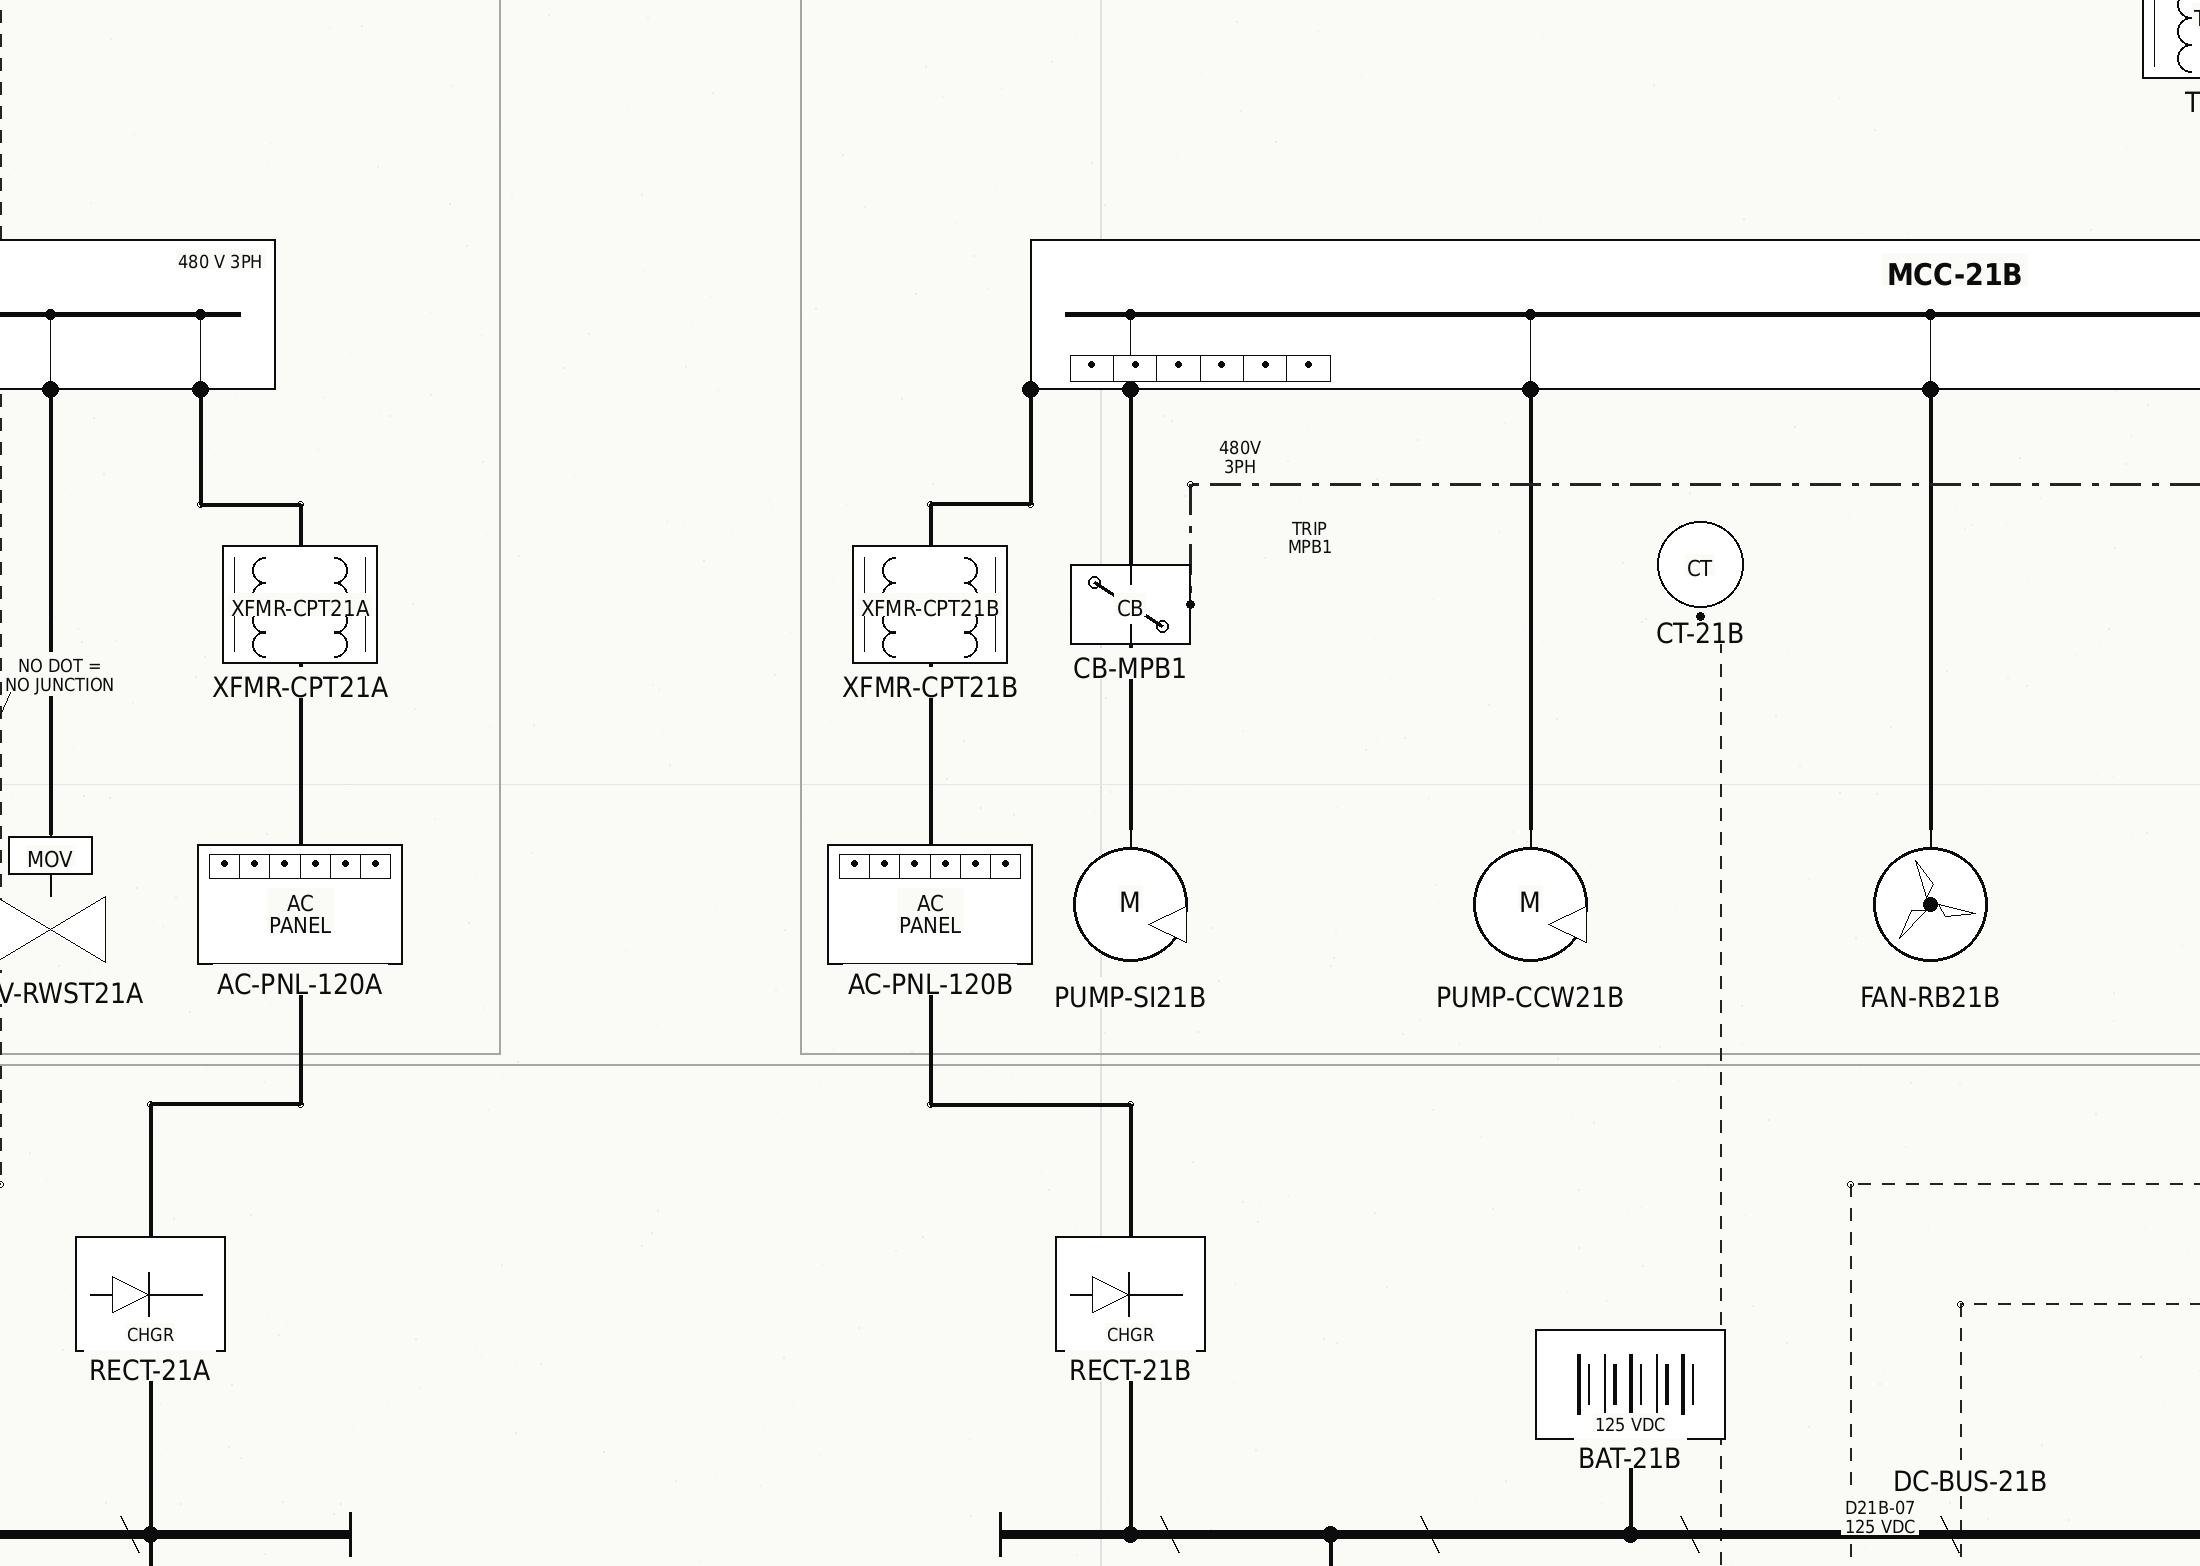 T
480 V 3PH
MCC-21B
480V
3PH
TRIP
MPB1
CT
CT-21B
XFMR-CPT21A
XFMR-CPT21A
XFMR-CPT21B
XFMR-CPT21B
CB
CB-MPB1
NO DOT =
NO JUNCTION
MOV
V-RWST21A
AC
PANEL
AC-PNL-120A
AC
PANEL
AC-PNL-120B
M
PUMP-SI21B
M
PUMP-CCW21B
FAN-RB21B
CHGR
RECT-21A
CHGR
RECT-21B
125 VDC
BAT-21B
DC-BUS-21B
D21B-07
125 VDC